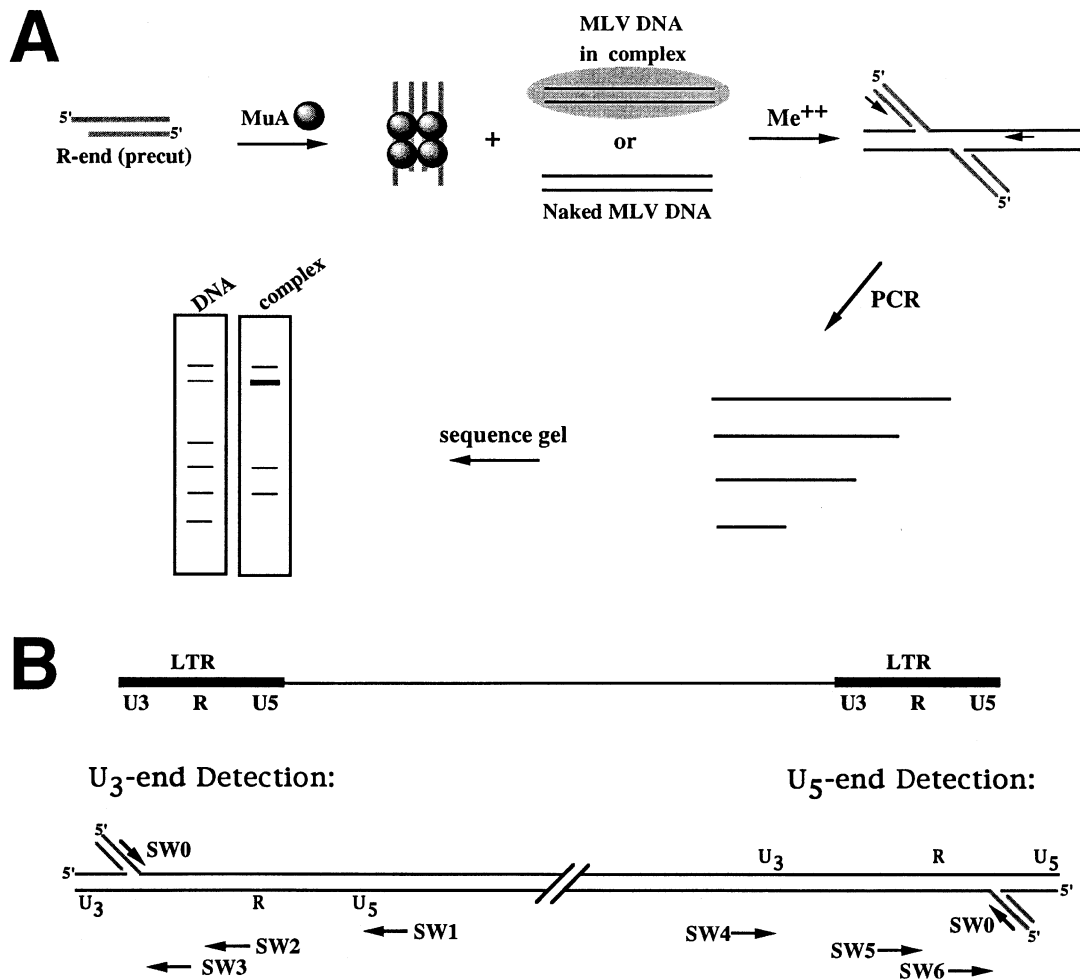 A
5'
5'
R-end (precut)
MuA
+
MLV DNA
in complex
or
Naked MLV DNA
Me++
5'
5'
PCR
DNA
complex
sequence gel
B
LTR
U3 R U5
LTR
U3 R U5
U3-end Detection:
U5-end Detection:
5'
SW0
5'
U3 R U5
SW1
SW2
SW3
U3 R U5
5'
SW0
5'
SW4
SW5
SW6